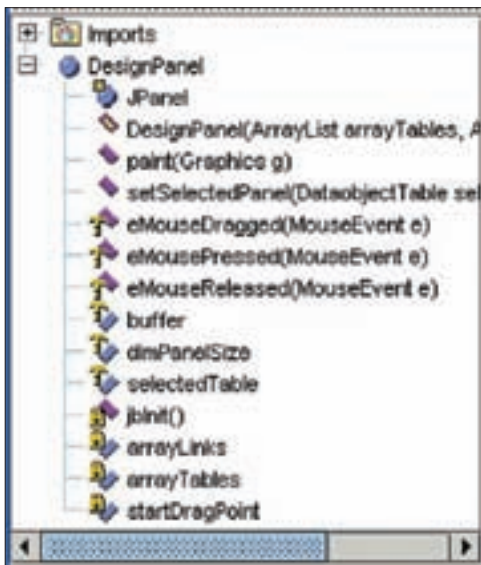 Imports
DesignPanel
JPanel
DesignPanel(ArrayList arrayTables, A
paint(Graphics g)
setSelectedPanel(DataobjectTable sel
eMouseDragged(MouseEvent e)
eMousePressed(MouseEvent e)
eMouseReleased(MouseEvent e)
buffer
dimPanelSize
selectedTable
jbInit()
arrayLinks
arrayTables
startDragPoint